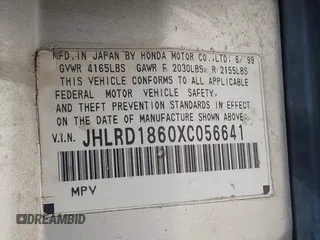 MFD. IN JAPAN BY HONDA MOTOR CO., LTD: 6/ '99
GVWR 4165LBS GAWR F 2030LBS, R 2155LBS
THIS VEHICLE CONFORMS TO ALL APPLICABLE
FEDERAL MOTOR VEHICLE SAFETY,
AND THEFT PREVENTION STANDARDS IN EFFECT ON
THE DATE OF MANUFACTURE SHOWN ABOVE:
V.I.N. JHLRD1860XC056641
MPV
DREAMBID